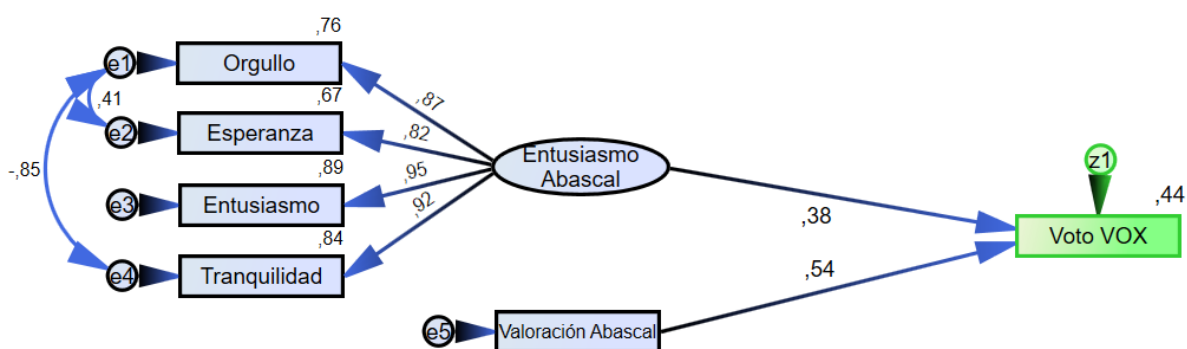 ,76
e1
Orgullo
,41
,87
,67
e2
Esperanza
,82
-,85
,89
e3
Entusiasmo
,95
,84
e4
Tranquilidad
,92
Entusiasmo
Abascal
,38
z1
,44
Voto VOX
,54
e5
Valoración Abascal